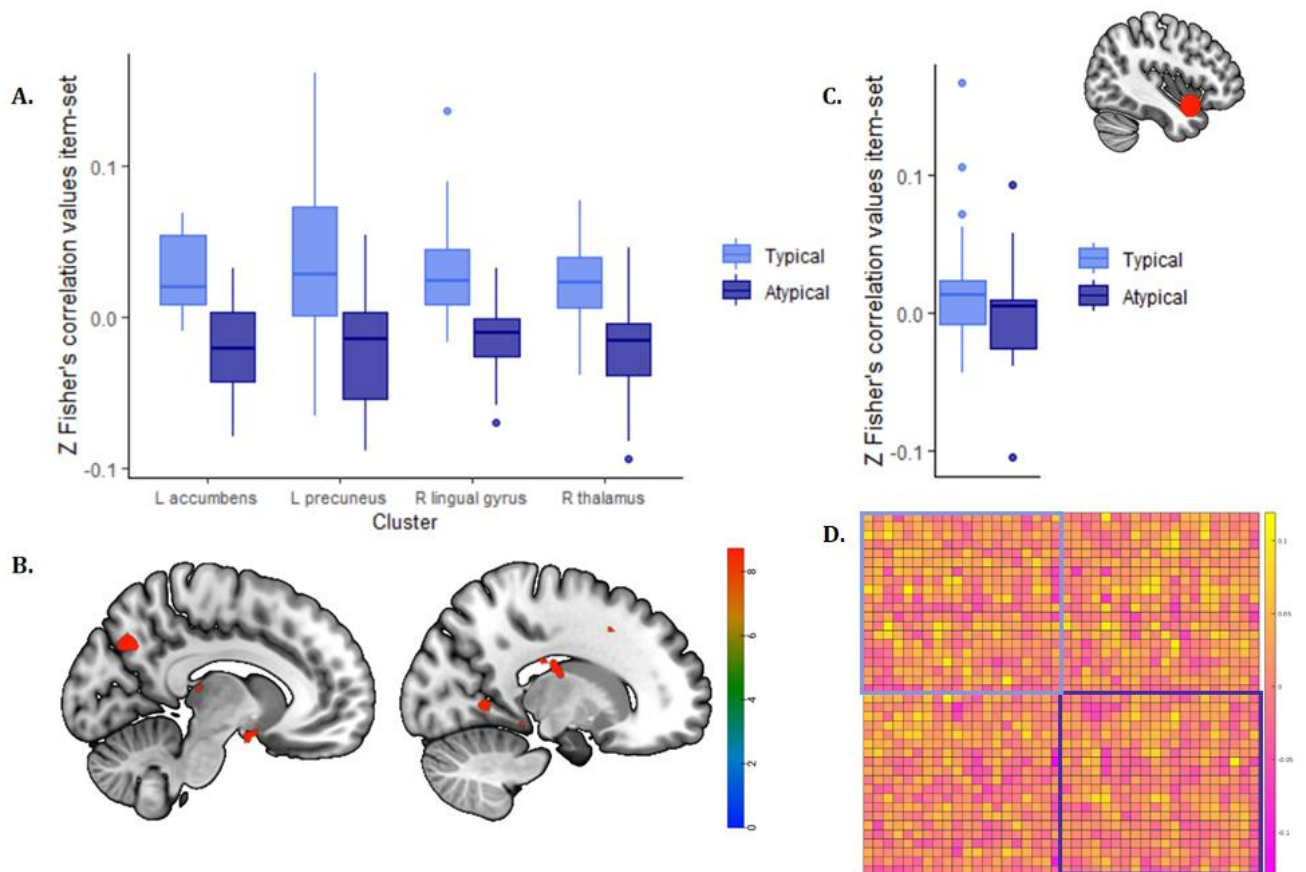 A.
Z Fisher's correlation values item-set
0.1
0.0
-0.1
L accumbens
L precuneus
R lingual gyrus
R thalamus
Cluster
Typical
Atypical
C.
Z Fisher's correlation values item-set
0.1
0.0
-0.1
Typical
Atypical
B.
8
6
4
2
0
D.
0.1
0.05
0
-0.05
-0.1